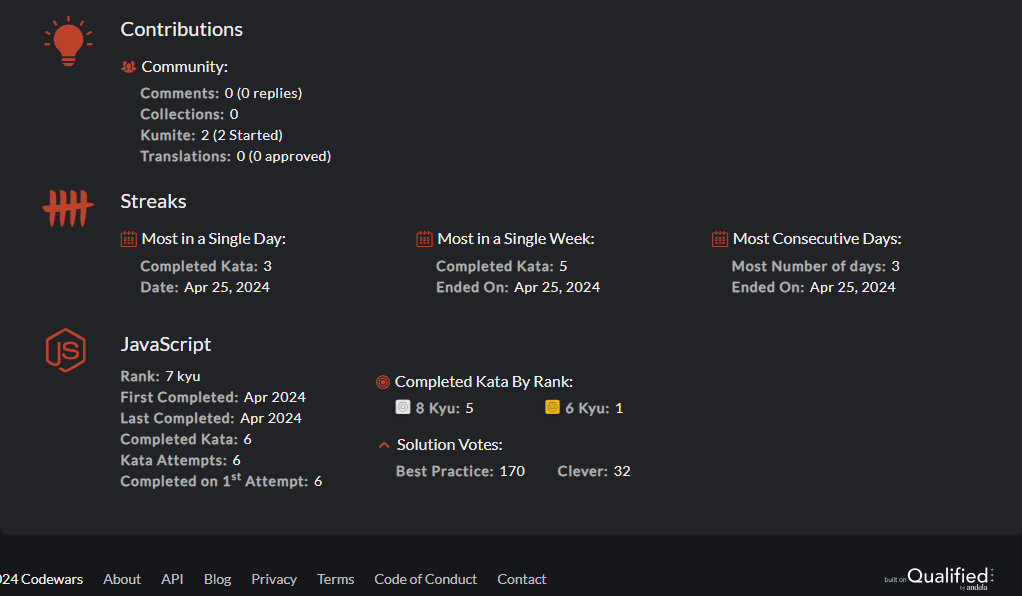 Contributions
Community:
Comments: 0 (0 replies)
Collections: 0
Kumite: 2 (2 Started)
Translations: 0 (0 approved)
Streaks
Most in a Single Day:
Completed Kata: 3
Date: Apr 25, 2024
Most in a Single Week:
Completed Kata: 5
Ended On: Apr 25, 2024
Most Consecutive Days:
Most Number of days: 3
Ended On: Apr 25, 2024
JS
JavaScript
Rank: 7 kyu
First Completed: Apr 2024
Last Completed: Apr 2024
Completed Kata: 6
Kata Attempts: 6
Completed on 1st Attempt: 6
Completed Kata By Rank:
8 Kyu: 5 6 Kyu: 1
Solution Votes:
Best Practice: 170 Clever: 32
024 Codewars About API Blog Privacy Terms Code of Conduct Contact
built on Qualified
by andela